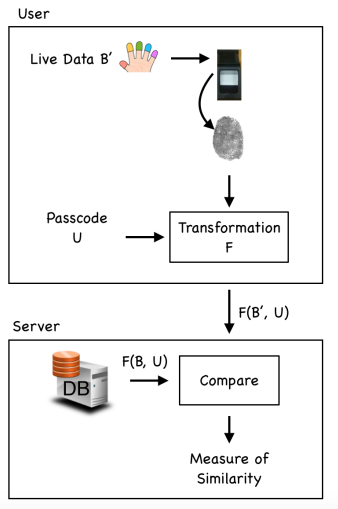 User
Live Data B′
Passcode
U
Transformation
F
F(B′, U)
Server
DB
F(B, U)
Compare
Measure of
Similarity